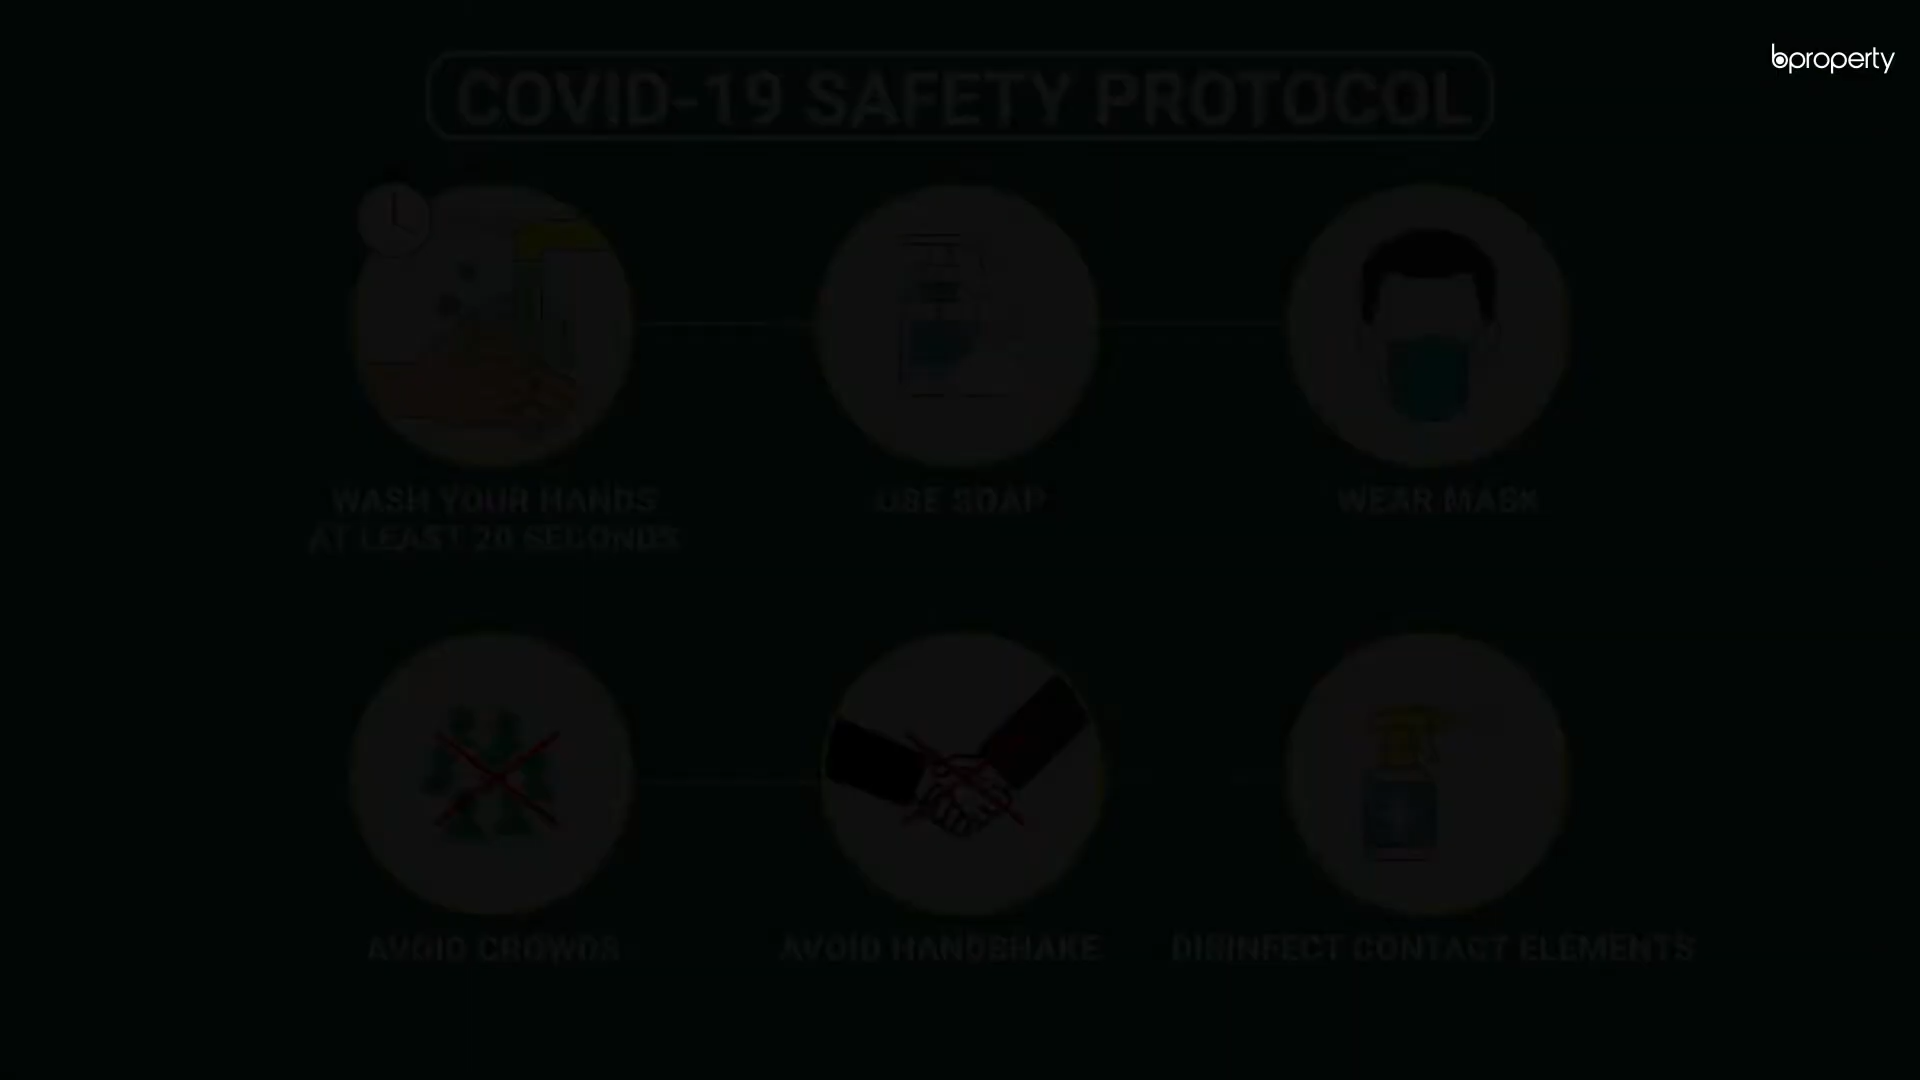 bproperty
COVID-19 SAFETY PROTOCOL
WASH YOUR HANDS
AT LEAST 20 SECONDS
USE SOAP
WEAR MASK
AVOID CROWDS
AVOID HANDSHAKE
DISINFECT CONTACT ELEMENTS